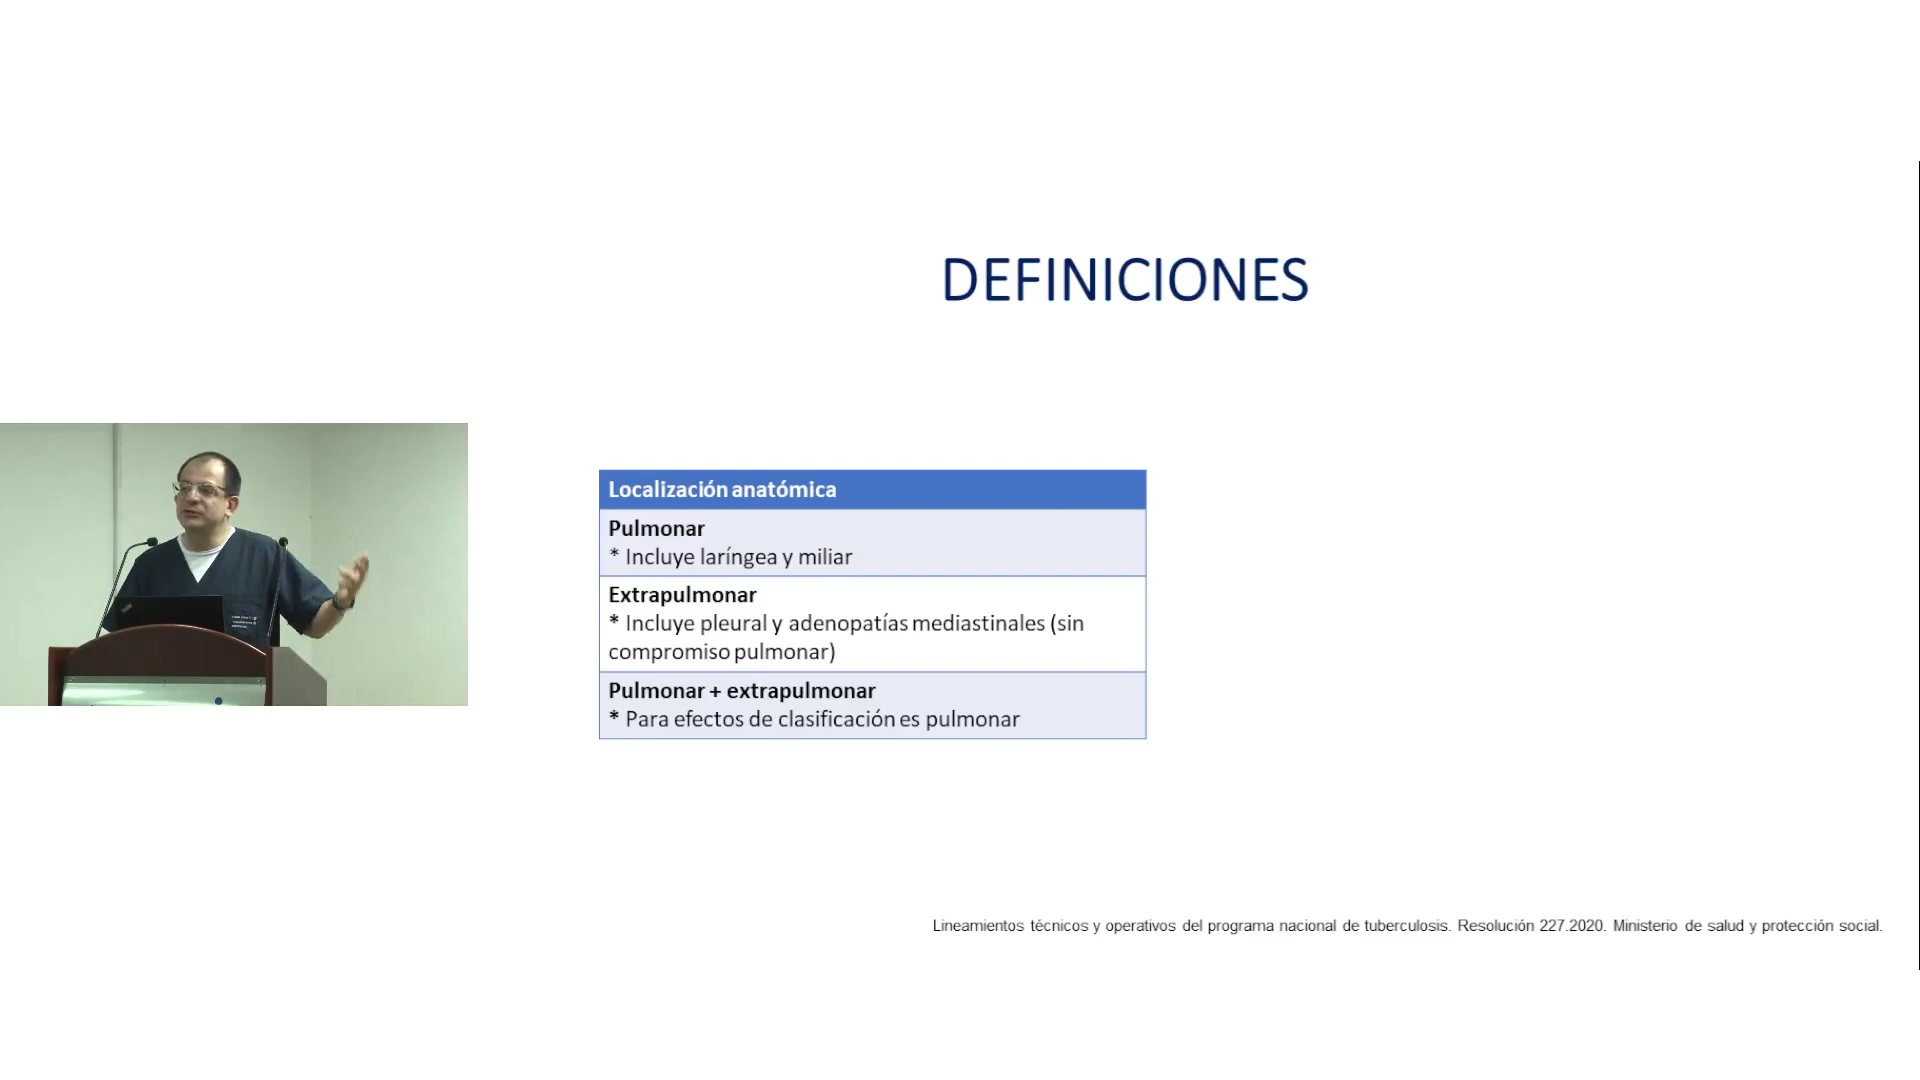 DEFINICIONES
Localización anatómica
Pulmonar
* Incluye laríngea y miliar
Extrapulmonar
* Incluye pleural y adenopatías mediastinales (sin
compromiso pulmonar)
Pulmonar + extrapulmonar
* Para efectos de clasificación es pulmonar
Lineamientos técnicos y operativos del programa nacional de tuberculosis. Resolución 227.2020. Ministerio de salud y protección social.